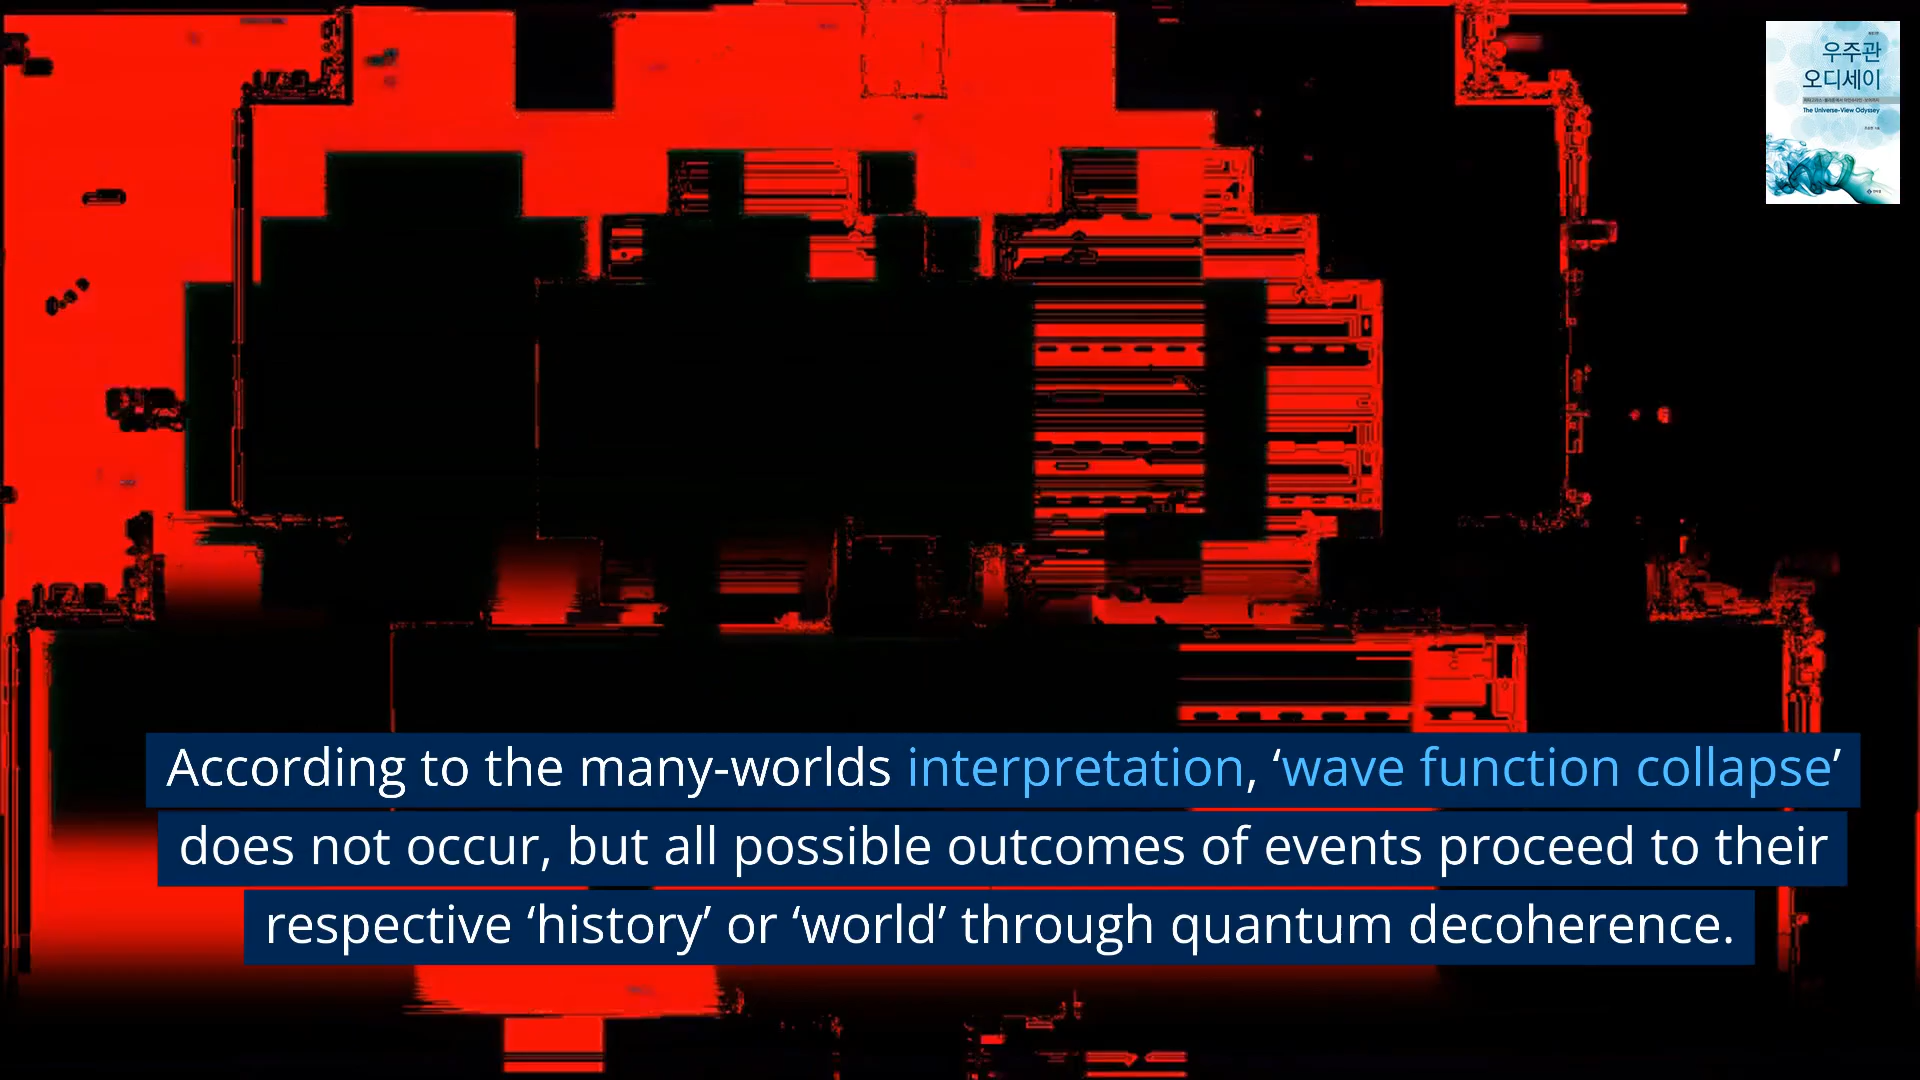 우주관
오디세이
The Universe-View Odyssey
According to the many-worlds interpretation, ‘wave function collapse’
does not occur, but all possible outcomes of events proceed to their
respective ‘history’ or ‘world’ through quantum decoherence.